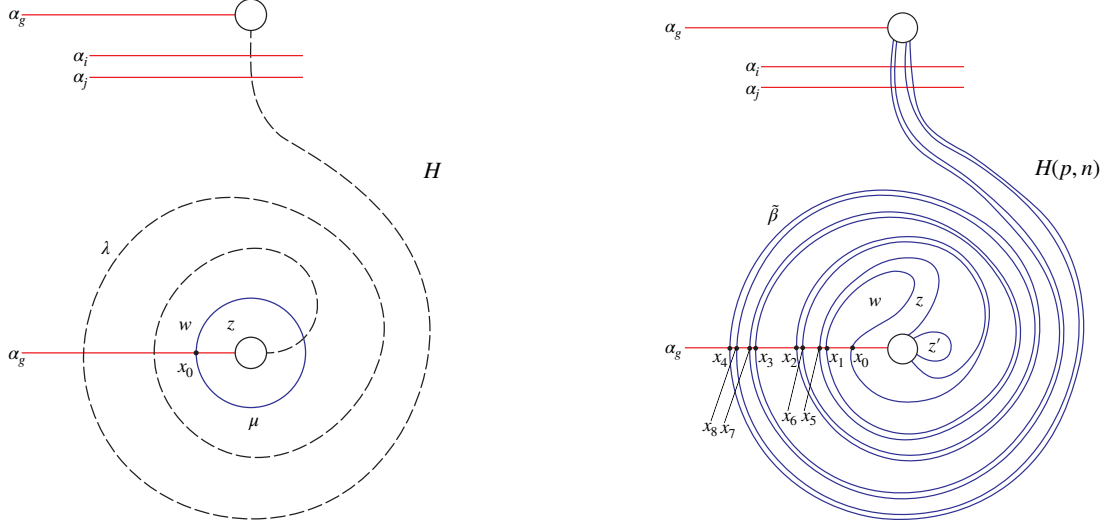 α_g
α_i
α_j
H
λ
w
z
α_g
x_0
μ
α_g
α_i
α_j
H(p, n)
β̃
w
z
α_g
x_4
x_3
x_2
x_1
x_0
z′
x_6 x_5
x_8 x_7